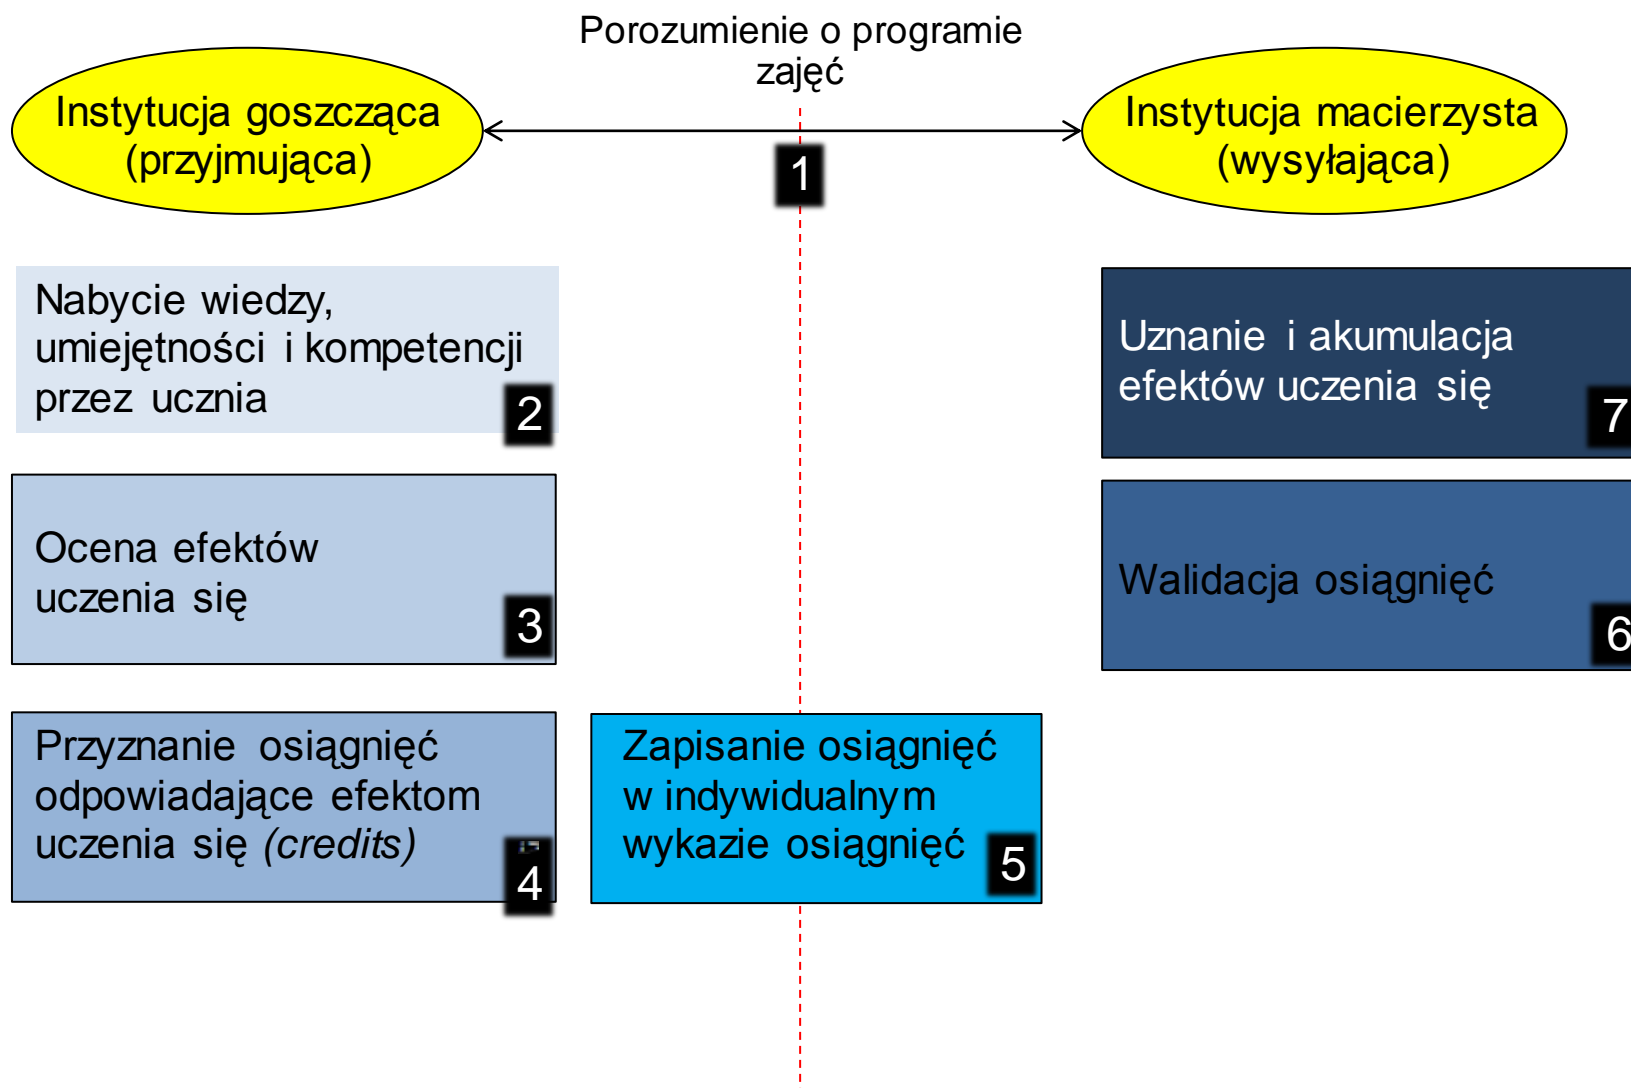 Porozumienie o programie
zajęć
Instytucja goszcząca
(przyjmująca)
Instytucja macierzysta
(wysyłająca)
1
Nabycie wiedzy,
umiejętności i kompetencji
przez ucznia
2
Uznanie i akumulacja
efektów uczenia się
7
Ocena efektów
uczenia się
3
Walidacja osiągnięć
6
Przyznanie osiągnięć
odpowiadające efektom
uczenia się (credits)
4
Zapisanie osiągnięć
w indywidualnym
wykazie osiągnięć
5